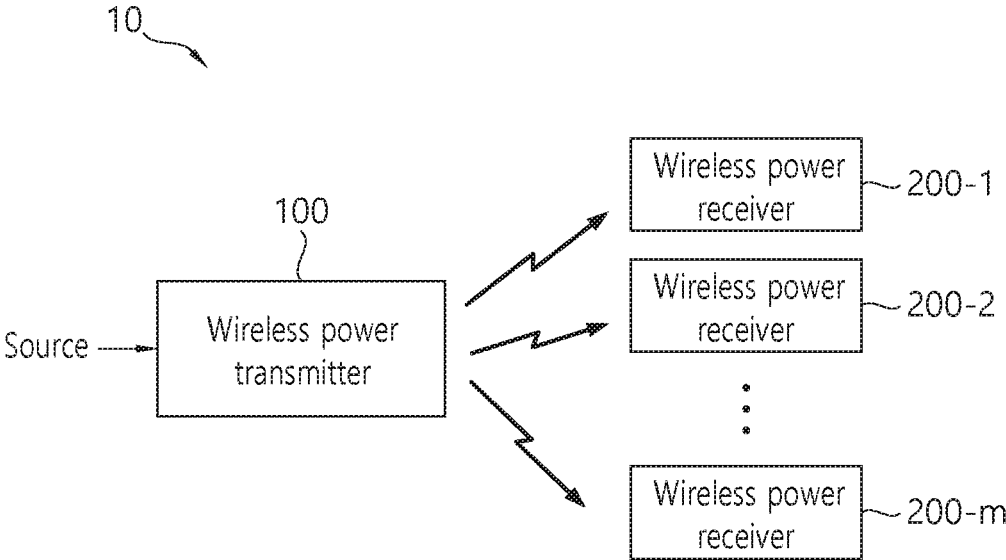 10
Wireless power
receiver
200-1
100
Wireless power
receiver
200-2
Source
Wireless power
transmitter
Wireless power
receiver
200-m